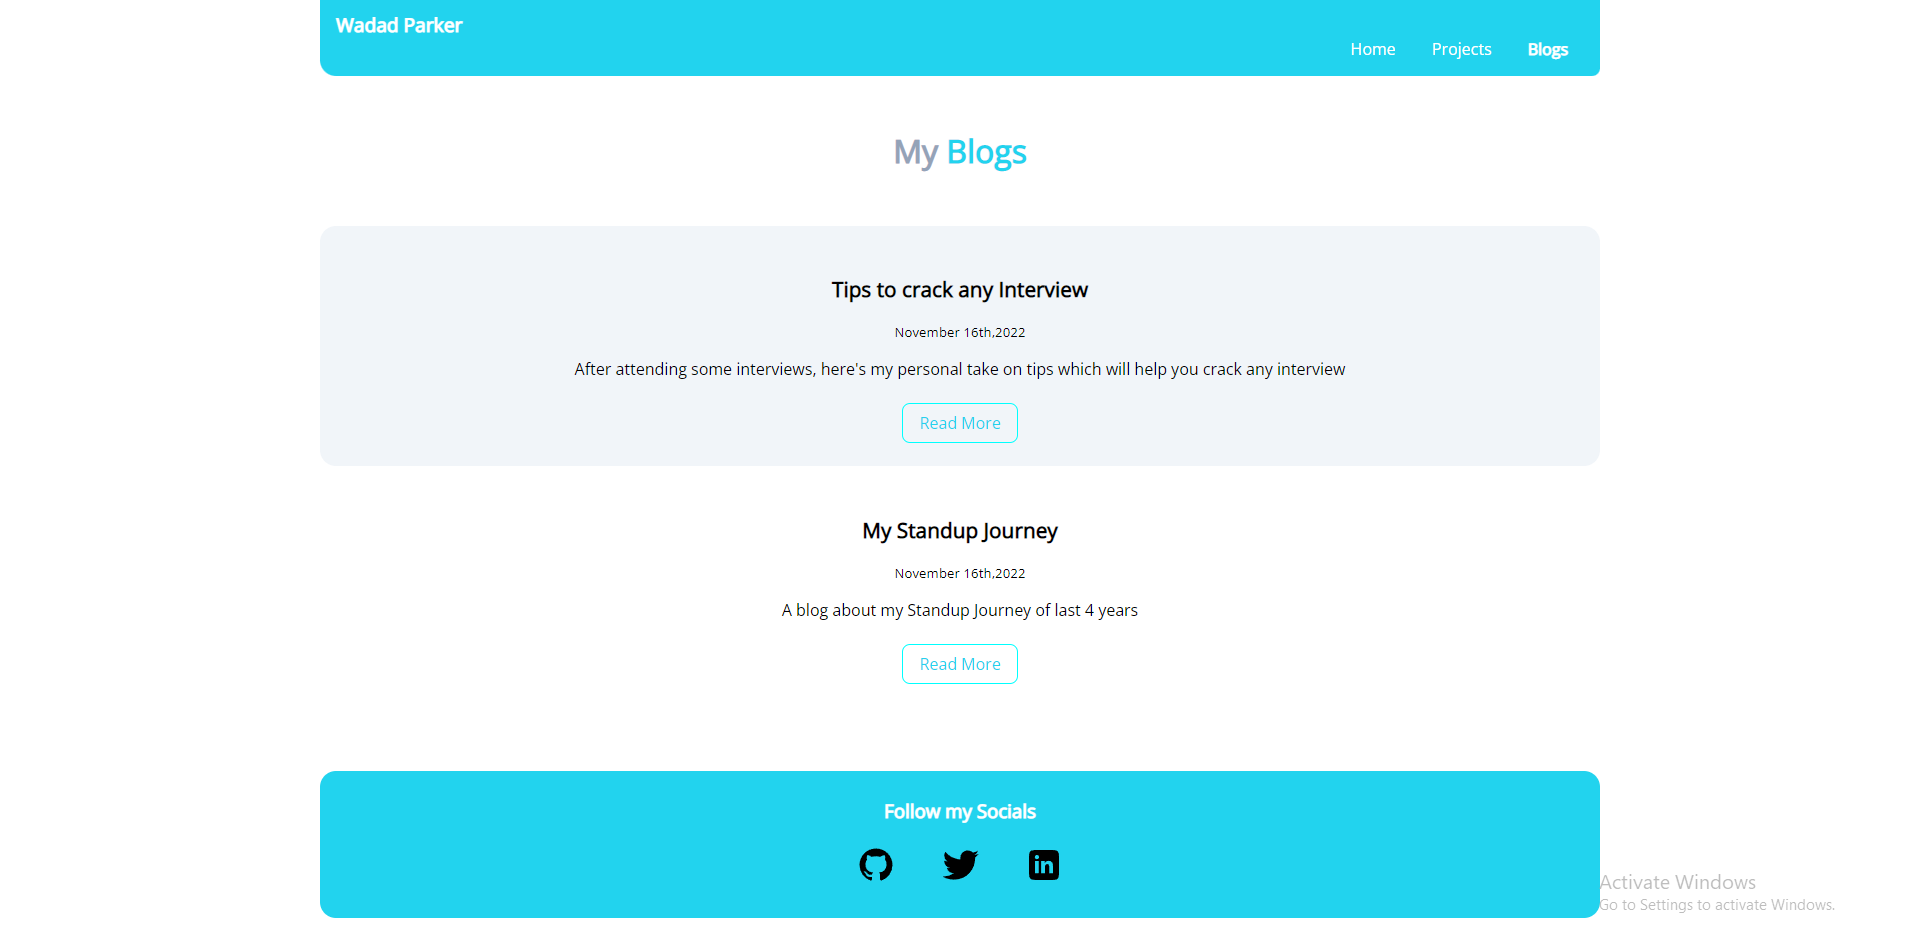 Wadad Parker
Home Projects Blogs
My Blogs
Tips to crack any Interview
November 16th,2022
After attending some interviews, here's my personal take on tips which will help you crack any interview
Read More
My Standup Journey
November 16th,2022
A blog about my Standup Journey of last 4 years
Read More
Follow my Socials
in
Activate Windows
Go to Settings to activate Windows.